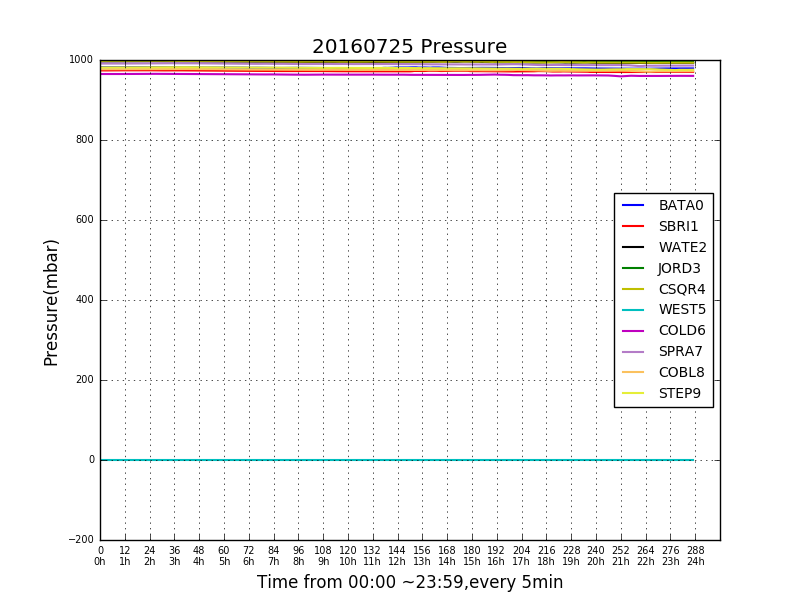 20160725 Pressure
1000
800
600
400
200
0
−200
Pressure(mbar)
BATA0
SBRI1
WATE2
JORD3
CSQR4
WEST5
COLD6
SPRA7
COBL8
STEP9
0 12 24 36 48 60 72 84 96 108 120 132 144 156 168 180 192 204 216 228 240 252 264 276 288
0h 1h 2h 3h 4h 5h 6h 7h 8h 9h 10h 11h 12h 13h 14h 15h 16h 17h 18h 19h 20h 21h 22h 23h 24h
Time from 00:00 ~23:59,every 5min